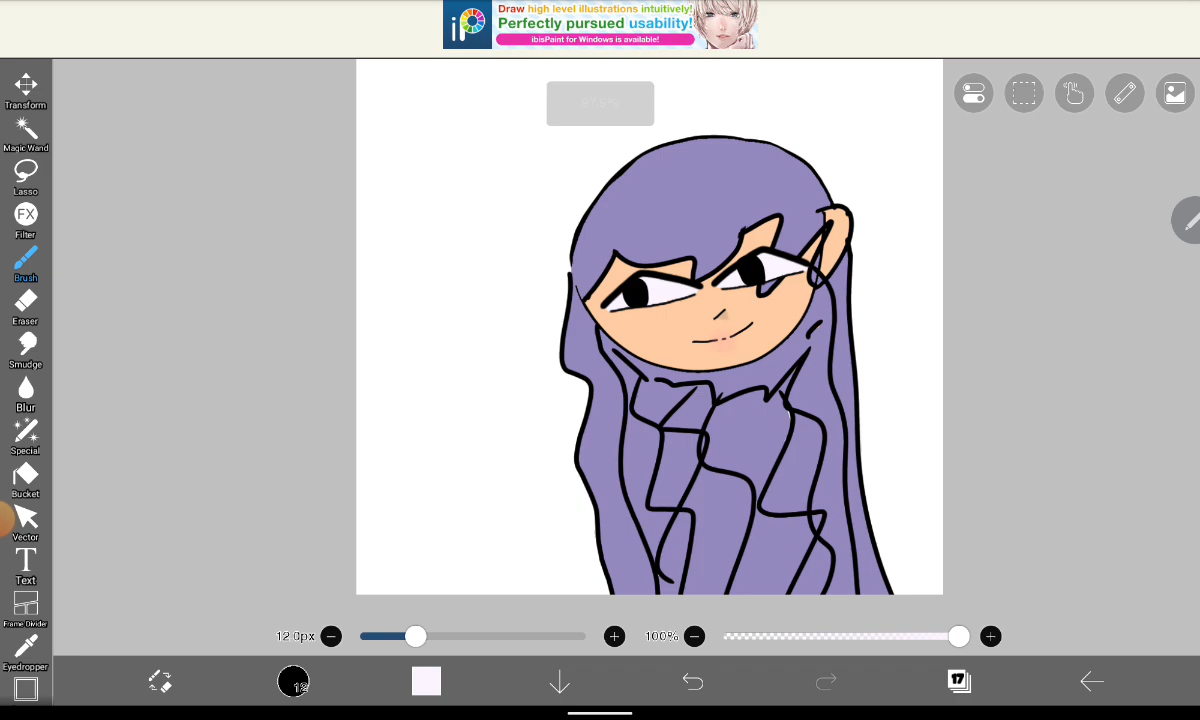 Draw high level illustrations intuitively!
Perfectly pursued usability!
ibisPaint for Windows is available!
iP
Transform
Magic Wand
Lasso
FX
Filter
Brush
Eraser
Smudge
Blur
Special
Bucket
Vector
T
Text
Frame Divider
Eyedropper
12.0px
100%
12
17